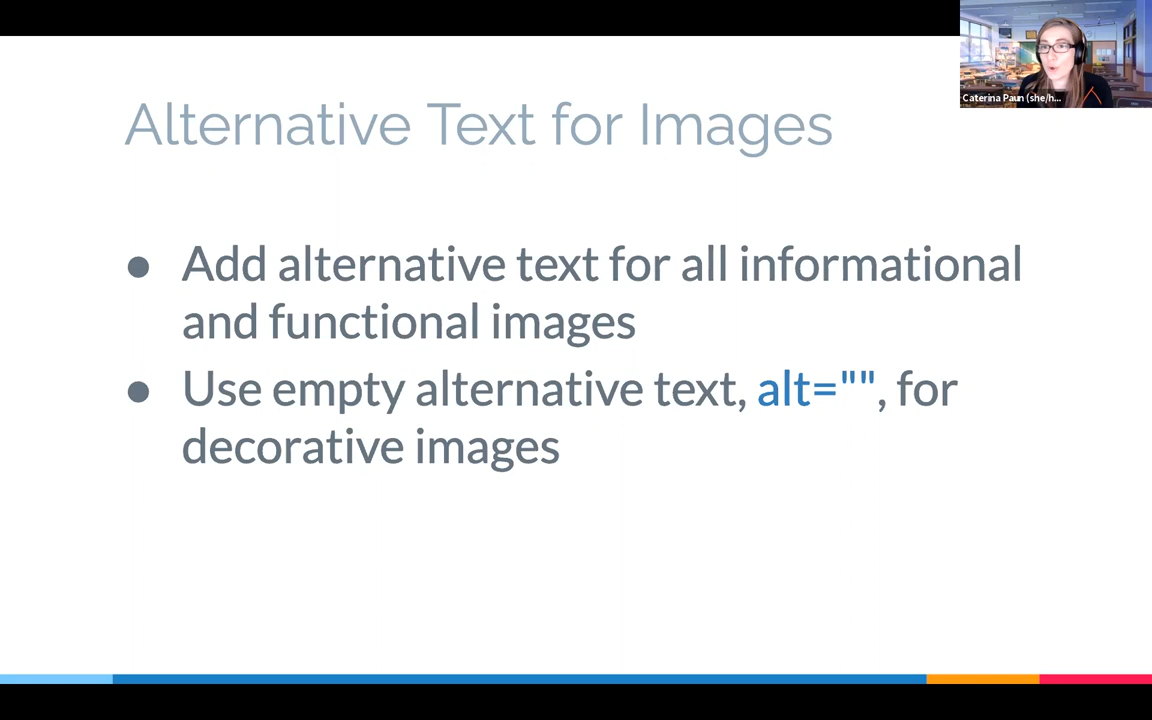 Caterina Paun (she/h...
Alternative Text for Images
● Add alternative text for all informational
and functional images
● Use empty alternative text, alt="", for
decorative images